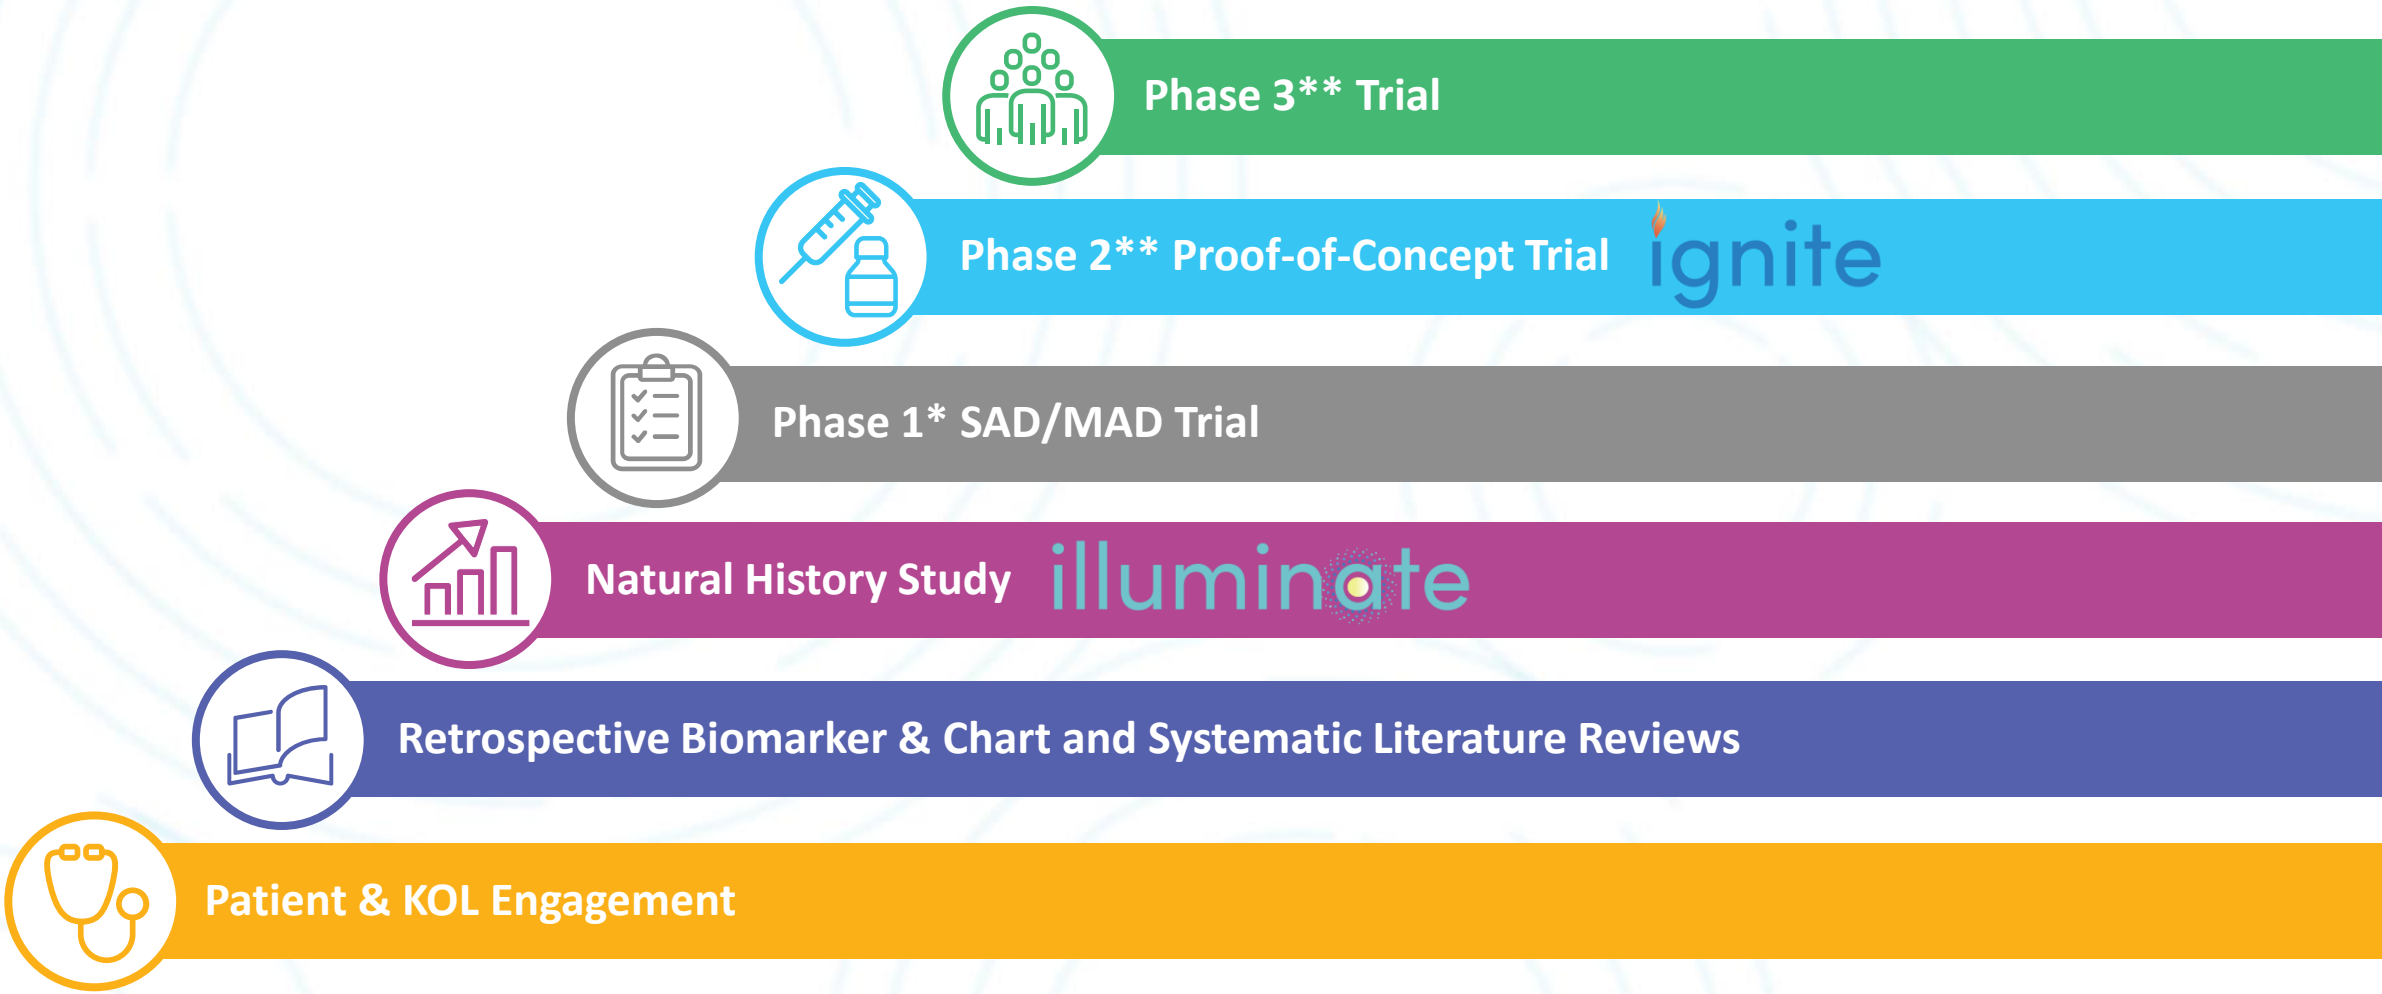 Phase 3** Trial
Phase 2** Proof-of-Concept Trial ignite
Phase 1* SAD/MAD Trial
Natural History Study illuminate
Retrospective Biomarker & Chart and Systematic Literature Reviews
Patient & KOL Engagement